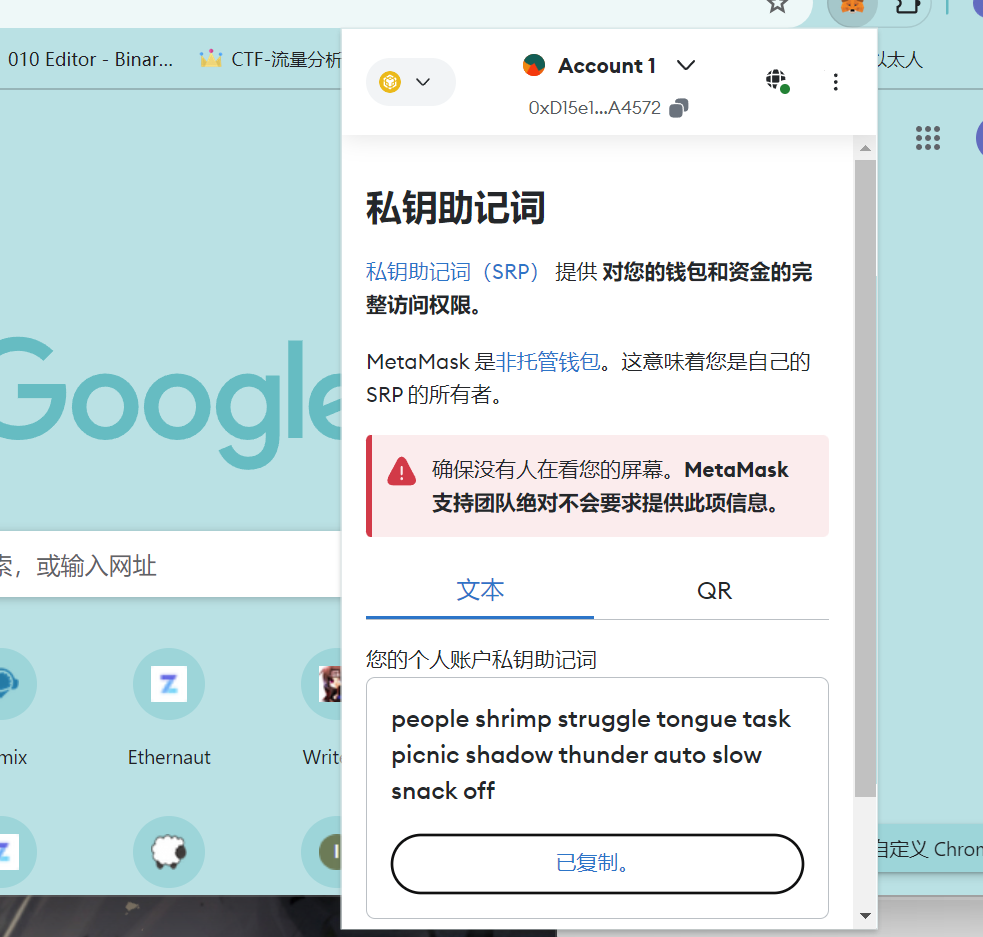 010 Editor - Binar...
CTF-流量分析
Account 1
以太人
0xD15e1...A4572
私钥助记词
私钥助记词（SRP） 提供 对您的钱包和资金的完
整访问权限。
MetaMask 是非托管钱包。这意味着您是自己的
SRP 的所有者。
确保没有人在看您的屏幕。MetaMask
支持团队绝对不会要求提供此项信息。
Google
索，或输入网址
文本
QR
您的个人账户私钥助记词
people shrimp struggle tongue task
picnic shadow thunder auto slow
snack off
mix
Ethernaut
Write
已复制。
自定义 Chrom